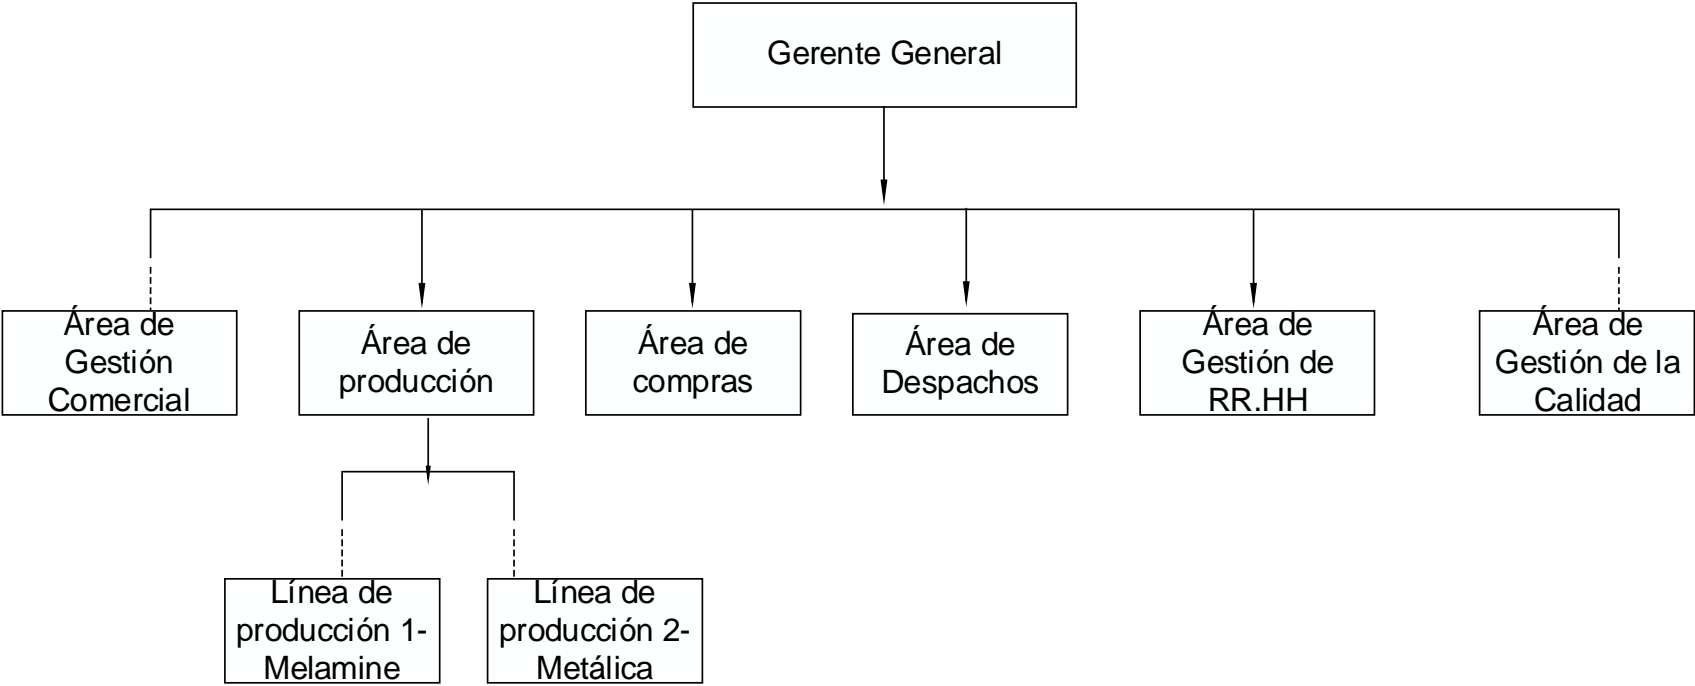 Gerente General
Área de
Gestión
Comercial
Área de
producción
Área de
compras
Área de
Despachos
Área de
Gestión de
RR.HH
Área de
Gestión de la
Calidad
Línea de
producción 1-
Melamine
Línea de
producción 2-
Metálica